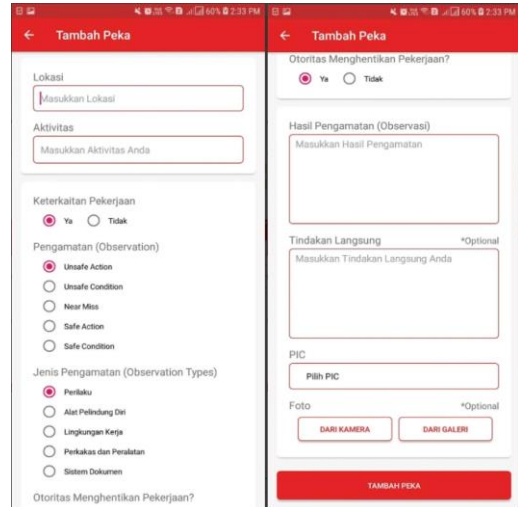 60% 2:33 PM
Tambah Peka
Lokasi
Masukkan Lokasi
Aktivitas
Masukkan Aktivitas Anda
Keterkaitan Pekerjaan
Ya Tidak
Pengamatan (Observation)
Unsafe Action
Unsafe Condition
Near Miss
Safe Action
Safe Condition
Jenis Pengamatan (Observation Types)
Perilaku
Alat Pelindung Diri
Lingkungan Kerja
Perkakas dan Peralatan
Sistem Dokumen
Otoritas Menghentikan Pekerjaan?
60% 2:33 PM
Tambah Peka
Otoritas Menghentikan Pekerjaan?
Ya Tidak
Hasil Pengamatan (Observasi)
Masukkan Hasil Pengamatan
Tindakan Langsung *Optional
Masukkan Tindakan Langsung Anda
PIC
Pilih PIC
Foto *Optional
DARI KAMERA DARI GALERI
TAMBAH PEKA